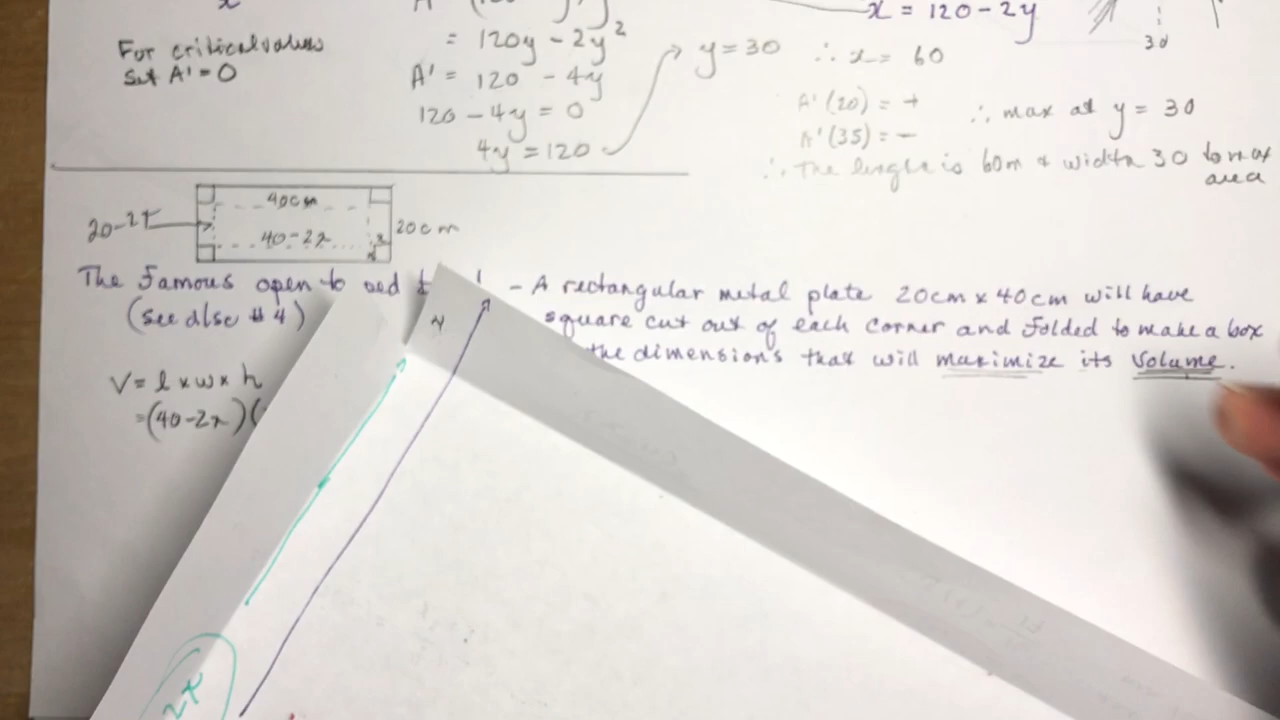 x = 120 - 2y
30
For critical values
Set A' = 0
= 120y - 2y²
A' = 120 - 4y
120 - 4y = 0
4y = 120
y = 30 ∴ x = 60
A'(20) = +
A'(35) = -
∴ max at y = 30
∴ The length is 60m & width 30 to max
area
40cm
20-2x
40-2x
20cm
x
The Famous open to - A rectangular metal plate 20cm x 40cm will have
(see also # 4) square cut out of each corner and folded to make a box
the dimensions that will maximize its Volume.
V = l x w x h
= (40-2x)(
x
2x